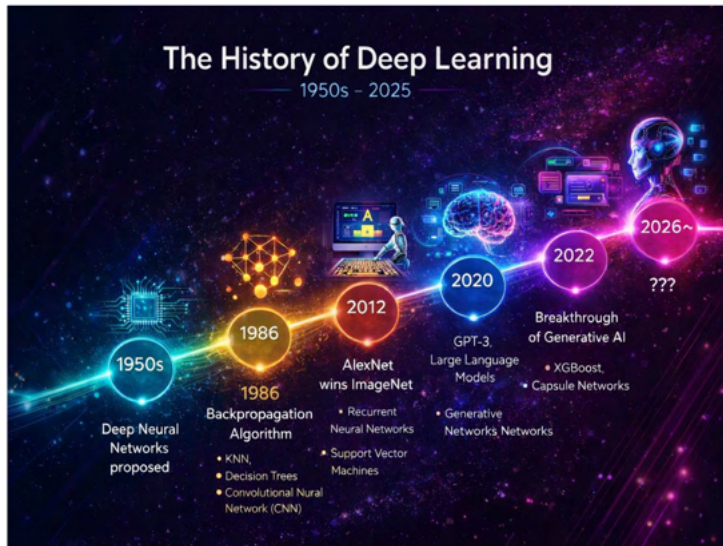 The History of Deep Learning
1950s – 2025
1950s
Deep Neural
Networks
proposed
1986
1986
Backpropagation
Algorithm
• KNN,
• Decision Trees
• Convolutional Nural
Network (CNN)
2012
AlexNet
wins ImageNet
• Recurrent
Neural Networks
• Support Vector
Machines
2020
GPT-3,
Large Language
Models
• Generative
Networks Networks
2022
Breakthrough
of Generative AI
• XGBoost,
• Capsule Networks
2026~
???
A